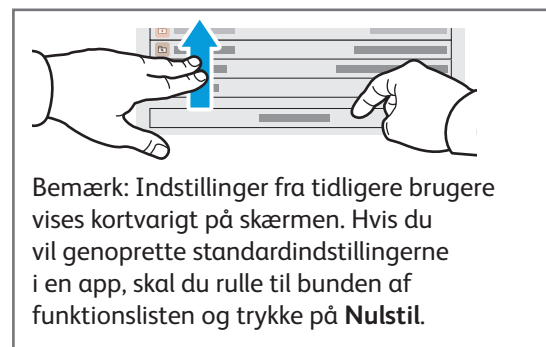 Bemærk: Indstillinger fra tidligere brugere
vises kortvarigt på skærmen. Hvis du
vil genoprette standardindstillingerne
i en app, skal du rulle til bunden af
funktionslisten og trykke på Nulstil.